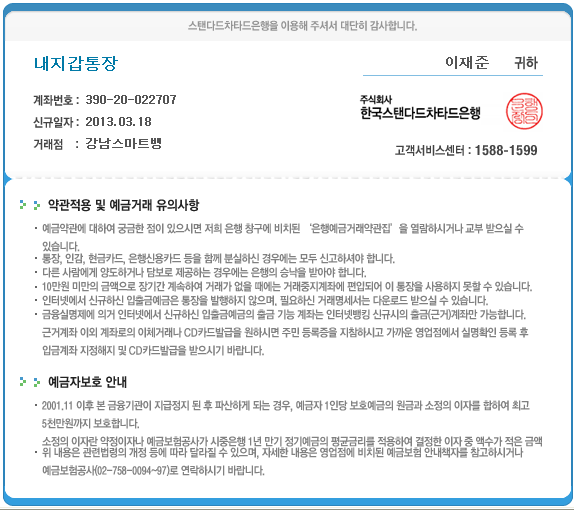 스탠다드차타드은행을 이용해 주셔서 대단히 감사합니다.
내지갑통장
이재준 귀하
계좌번호 : 390-20-022707
신규일자 : 2013.03.18
거래점 : 강남스마트뱅
주식회사
한국스탠다드차타드은행
고객서비스센터 : 1588-1599
약관적용 및 예금거래 유의사항
· 예금약관에 대하여 궁금한 점이 있으시면 저희 은행 창구에 비치된 ‘은행예금거래약관집’을 열람하시거나 교부 받으실 수
있습니다.
· 통장, 인감, 현금카드, 은행신용카드 등을 함께 분실하신 경우에는 모두 신고하셔야 합니다.
· 다른 사람에게 양도하거나 담보로 제공하는 경우에는 은행의 승낙을 받아야 합니다.
· 10만원 미만의 금액으로 장기간 계속하여 거래가 없을 때에는 거래중지계좌에 편입되어 이 통장을 사용하지 못할 수 있습니다.
· 인터넷에서 신규하신 입출금예금은 통장을 발행하지 않으며, 필요하신 거래명세서는 다운로드 받으실 수 있습니다.
· 금융실명제에 의거 인터넷에서 신규하신 입출금예금의 출금 가능 계좌는 인터넷뱅킹 신규시의 출금(근거)계좌만 가능합니다.
근거계좌 이외 계좌로의 이체거래나 CD카드발급을 원하시면 주민 등록증을 지참하시고 가까운 영업점에서 실명확인 등록 후
입금계좌 지정해지 및 CD카드발급을 받으시기 바랍니다.
예금자보호 안내
· 2001.11 이후 본 금융기관이 지급정지 된 후 파산하게 되는 경우, 예금자 1인당 보호예금의 원금과 소정의 이자를 합하여 최고
5천만원까지 보호합니다.
소정의 이자란 약정이자나 예금보험공사가 시중은행 1년 만기 정기예금의 평균금리를 적용하여 결정한 이자 중 액수가 적은 금액
· 위 내용은 관련법령의 개정 등에 따라 달라질 수 있으며, 자세한 내용은 영업점에 비치된 예금보험 안내책자를 참고하시거나
예금보험공사(02-758-0094~97)로 연락하시기 바랍니다.